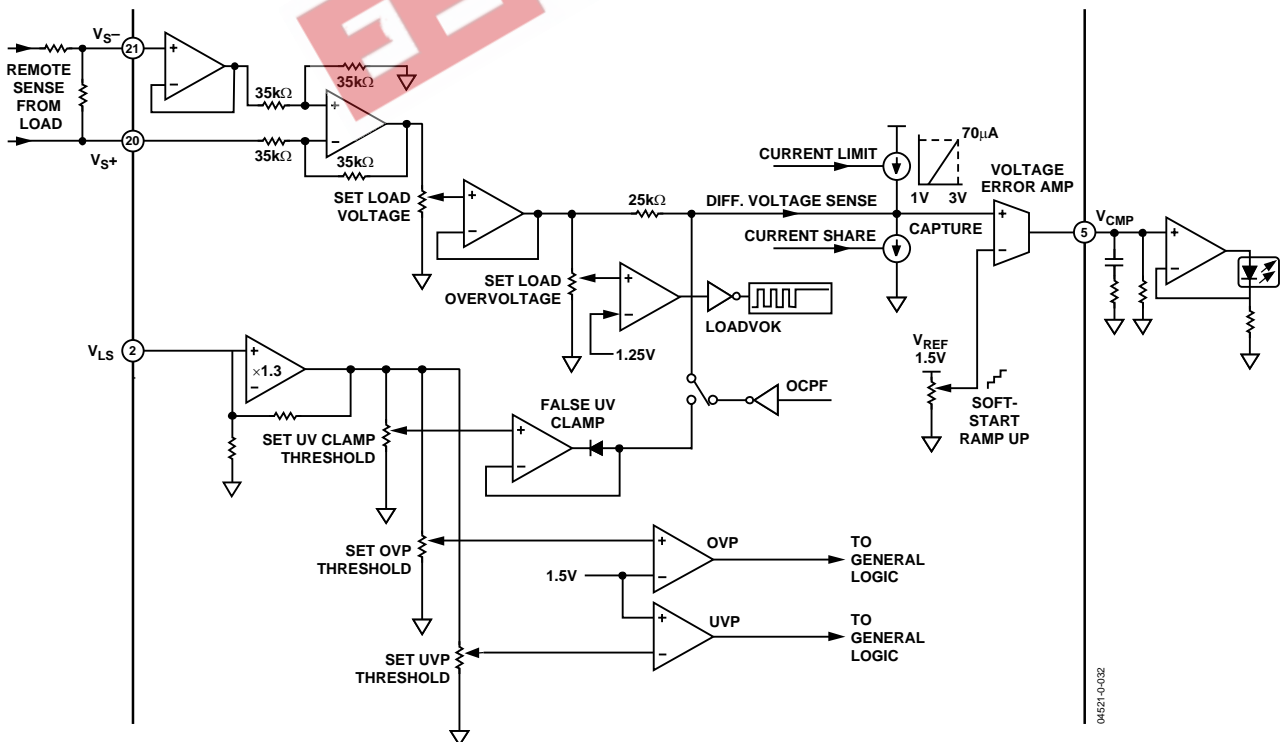 VS−
21
REMOTE
SENSE
FROM
LOAD
20
VS+
35kΩ
35kΩ
+
−
35kΩ
35kΩ
+
−
SET LOAD
VOLTAGE
+
−
25kΩ
DIFF. VOLTAGE SENSE
CURRENT LIMIT
70μA
1V 3V
CURRENT SHARE
CAPTURE
VOLTAGE
ERROR AMP
+
−
5
VCMP
+
−
SET LOAD
OVERVOLTAGE
+
−
1.25V
LOADVOK
VREF
1.5V
SOFT-
START
RAMP UP
VLS
2
+
×1.3
−
SET UV CLAMP
THRESHOLD
FALSE UV
CLAMP
+
−
OCPF
SET OVP
THRESHOLD
1.5V
+
−
OVP
TO
GENERAL
LOGIC
SET UVP
THRESHOLD
+
−
UVP
TO
GENERAL
LOGIC
04521-0-032